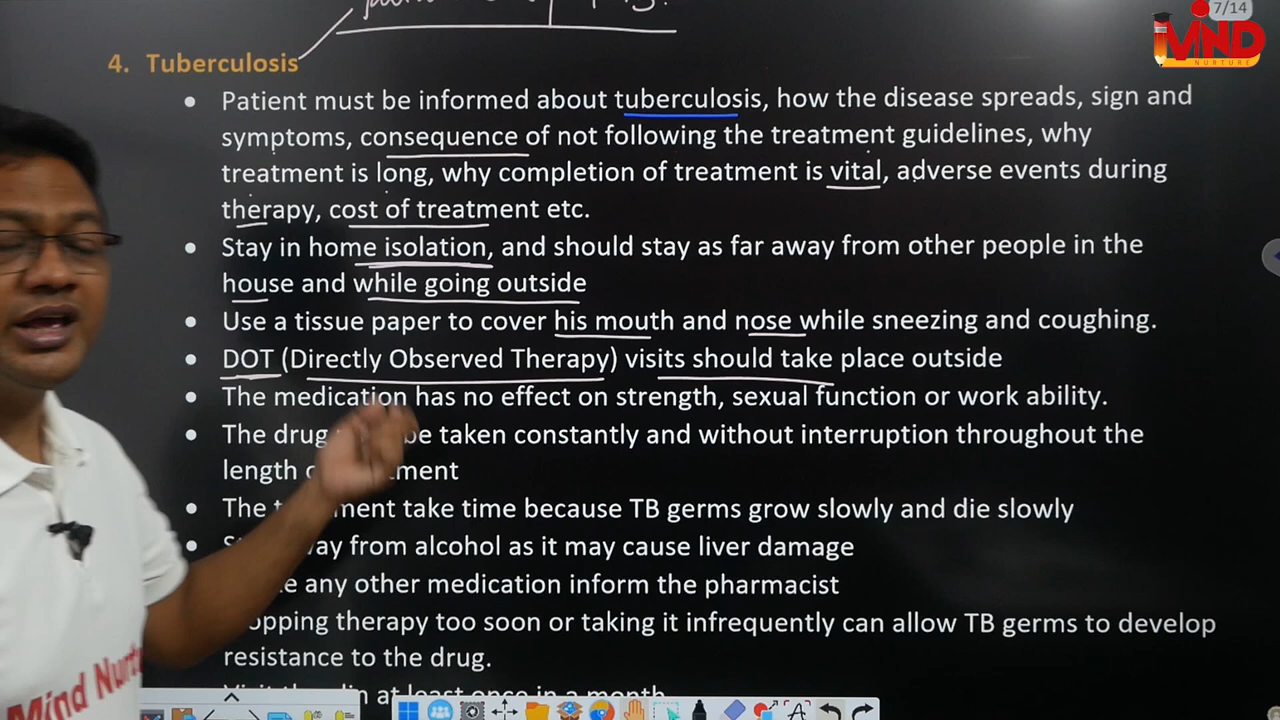 7/14
MIND
NURTURE
4. Tuberculosis
• Patient must be informed about tuberculosis, how the disease spreads, sign and
symptoms, consequence of not following the treatment guidelines, why
treatment is long, why completion of treatment is vital, adverse events during
therapy, cost of treatment etc.
• Stay in home isolation, and should stay as far away from other people in the
house and while going outside
• Use a tissue paper to cover his mouth and nose while sneezing and coughing.
• DOT (Directly Observed Therapy) visits should take place outside
• The medication has no effect on strength, sexual function or work ability.
• The drug be taken constantly and without interruption throughout the
length
• The take time because TB germs grow slowly and die slowly
• from alcohol as it may cause liver damage
any other medication inform the pharmacist
therapy too soon or taking it infrequently can allow TB germs to develop
resistance to the drug.
at least once in a month
Mind Nurtu